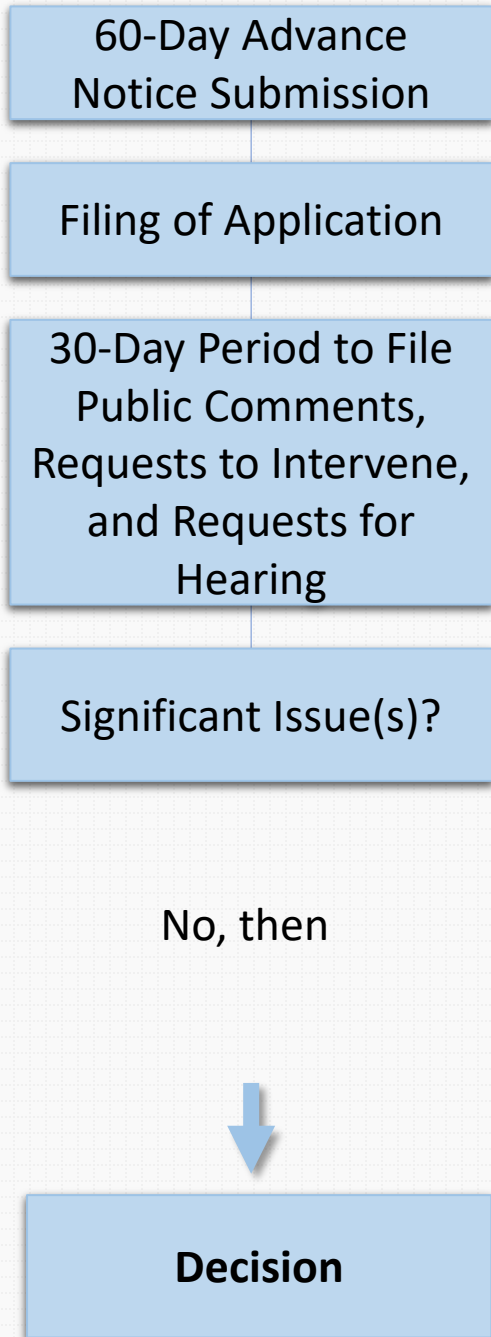 60-Day Advance
Notice Submission
Filing of Application
30-Day Period to File
Public Comments,
Requests to Intervene,
and Requests for
Hearing
Significant Issue(s)?
No, then
Decision